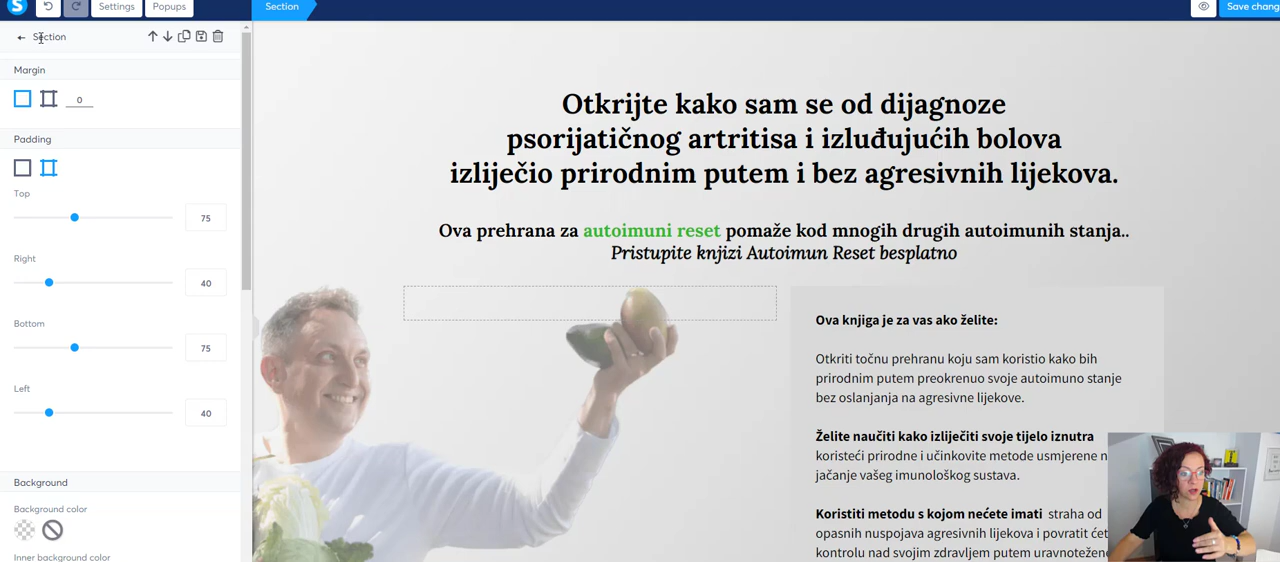 S
Settings
Popups
Section
Save chang
Section
Margin
0
Padding
Top
75
Right
40
Bottom
75
Left
40
Background
Background color
Inner background color
Otkrijte kako sam se od dijagnoze
psorijatičnog artritisa i izluđujućih bolova
izliječio prirodnim putem i bez agresivnih lijekova.
Ova prehrana za autoimuni reset pomaže kod mnogih drugih autoimunih stanja..
Pristupite knjizi Autoimun Reset besplatno
Ova knjiga je za vas ako želite:
Otkriti točnu prehranu koju sam koristio kako bih
prirodnim putem preokrenuo svoje autoimuno stanje
bez oslanjanja na agresivne lijekove.
Želite naučiti kako izliječiti svoje tijelo iznutra
koristeći prirodne i učinkovite metode usmjerene n
jačanje vašeg imunološkog sustava.
Koristiti metodu s kojom nećete imati straha od
opasnih nuspojava agresivnih lijekova i povratit ćet
kontrolu nad svojim zdravljem putem uravnotežene